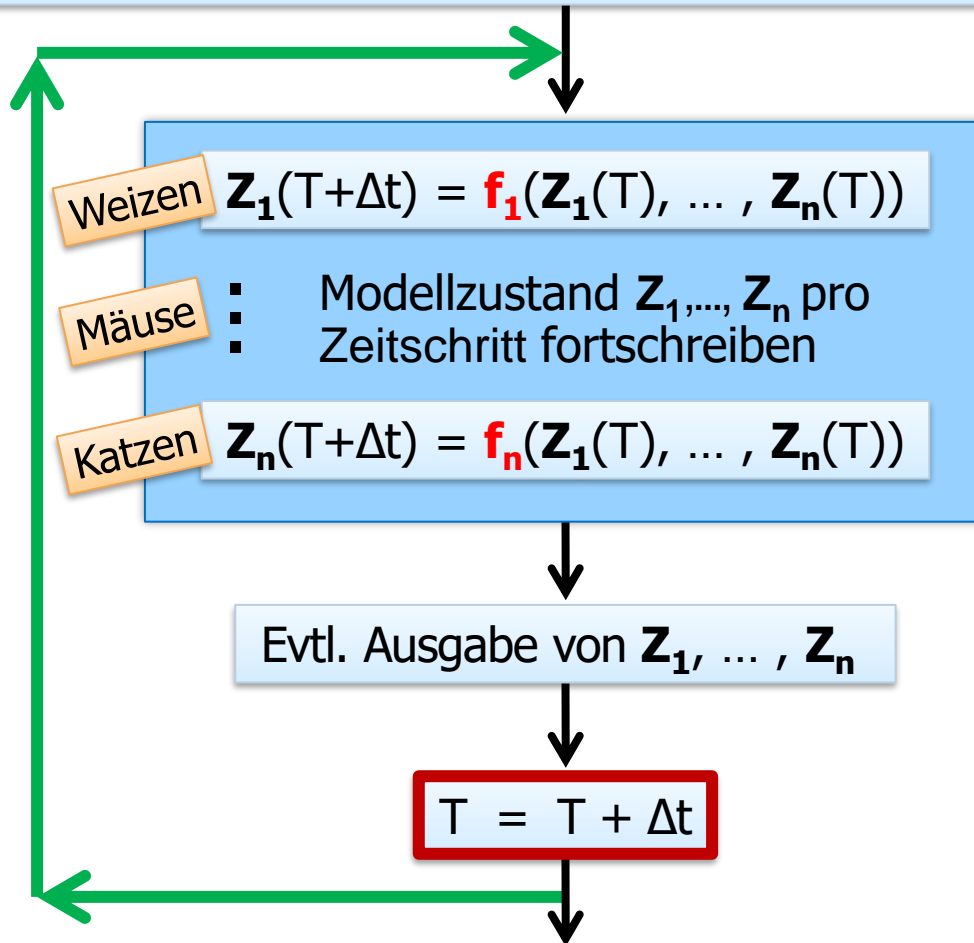 Weizen
Z₁(T+Δt) = f₁(Z₁(T), … , Zₙ(T))
Mäuse
⋮ Modellzustand Z₁,…, Zₙ pro
Zeitschritt fortschreiben
Katzen
Zₙ(T+Δt) = fₙ(Z₁(T), … , Zₙ(T))
Evtl. Ausgabe von Z₁, … , Zₙ
T = T + Δt